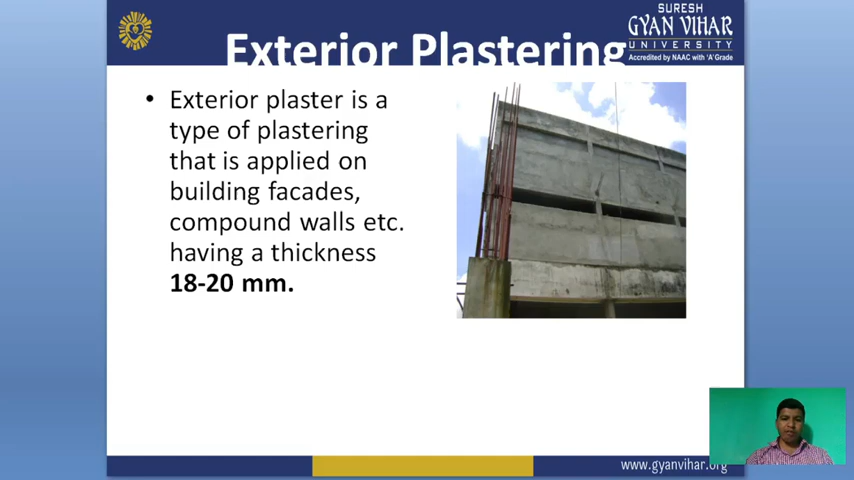 SURESH
GYAN VIHAR
UNIVERSITY
Accredited by NAAC with 'A' Grade
Exterior Plastering
• Exterior plaster is a
type of plastering
that is applied on
building facades,
compound walls etc.
having a thickness
18-20 mm.
www.gyanvihar.org